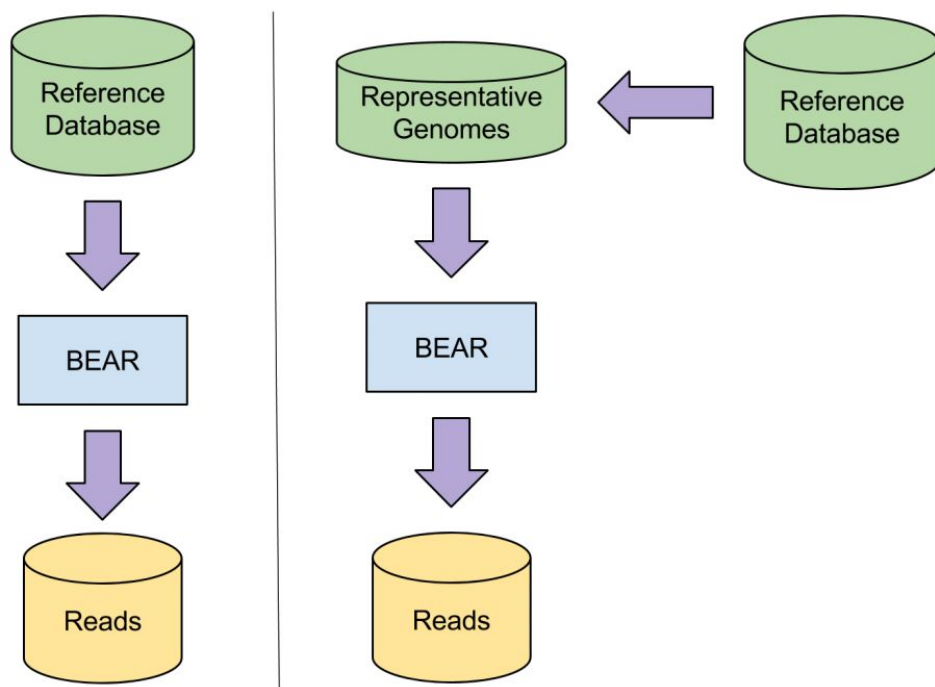 Reference
Database
BEAR
Reads
Representative
Genomes
Reference
Database
BEAR
Reads